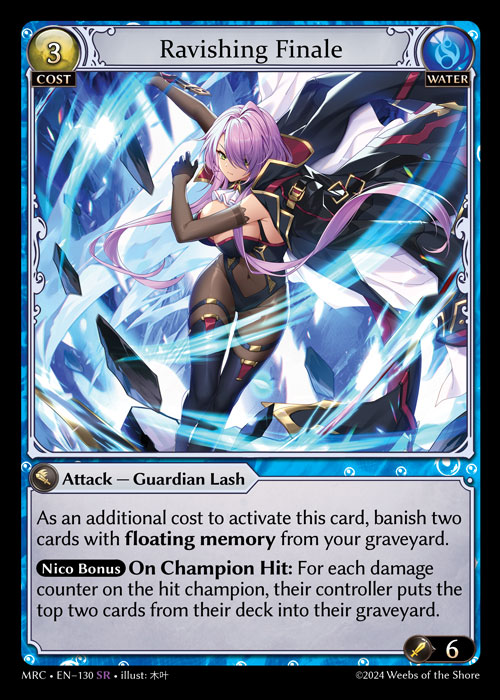 3
Ravishing Finale
COST
WATER
Attack — Guardian Lash
As an additional cost to activate this card, banish two
cards with floating memory from your graveyard.
Nico Bonus On Champion Hit: For each damage
counter on the hit champion, their controller puts the
top two cards from their deck into their graveyard.
6
MRC • EN–130 SR • illust: 木叶
©2024 Weebs of the Shore